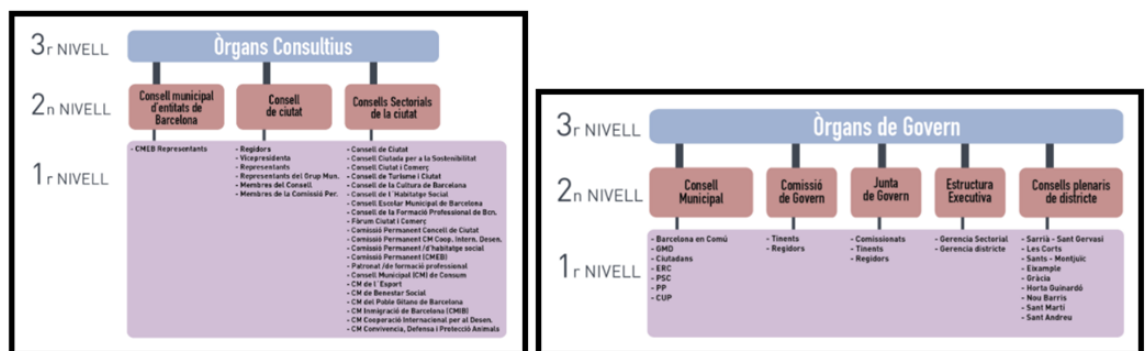 3r NIVELL
Òrgans Consultius
2n NIVELL
Consell municipal
d'entitats de
Barcelona
Consell
de ciutat
Consells Sectorials
de la ciutat
1r NIVELL
- CMEB Representants
- Regidors
- Vicepresidents
- Representants
- Representants del Grup Mun.
- Membres del Consell
- Membres de la Comissió Per.
- Consell de Ciutat
- Consell Ciutadà per a la Sostenibilitat
- Consell Ciutat i Comerç
- Consell de Turisme i Ciutat
- Consell de la Cultura de Barcelona
- Consell de l´Habitatge Social
- Consell Escolar Municipal de Barcelona
- Consell de la Formació Professional de Bcn.
- Fòrum Ciutat i Comerç
- Comissió Permanent Concell de Ciutat
- Comissió Permanent CM Coop. Intern. Desen.
- Comissió Permanent /d'habitatge social
- Comissió Permanent (CMEB)
- Patronat /de formació professional
- Consell Municipal (CM) de Consum
- CM de l´Esport
- CM de Benestar Social
- CM del Poble Gitano de Barcelona
- CM Inmigració de Barcelona (CMIB)
- CM Cooperació Internacional per al Desen.
- CM Convivencia, Defensa i Protecció Animals
3r NIVELL
Òrgans de Govern
2n NIVELL
Consell
Municipal
Comissió
de Govern
Junta
de Govern
Estructura
Executiva
Consells plenaris
de districte
1r NIVELL
- Barcelona en Comú
- GMD
- Ciutadans
- ERC
- PSC
- PP
- CUP
- Tinents
- Regidors
- Comissionats
- Tinents
- Regidors
- Gerencia Sectorial
- Gerencia districte
- Sarrià - Sant Gervasi
- Les Corts
- Sants - Montjuïc
- Eixample
- Gràcia
- Horta Guinardó
- Nou Barris
- Sant Martí
- Sant Andreu